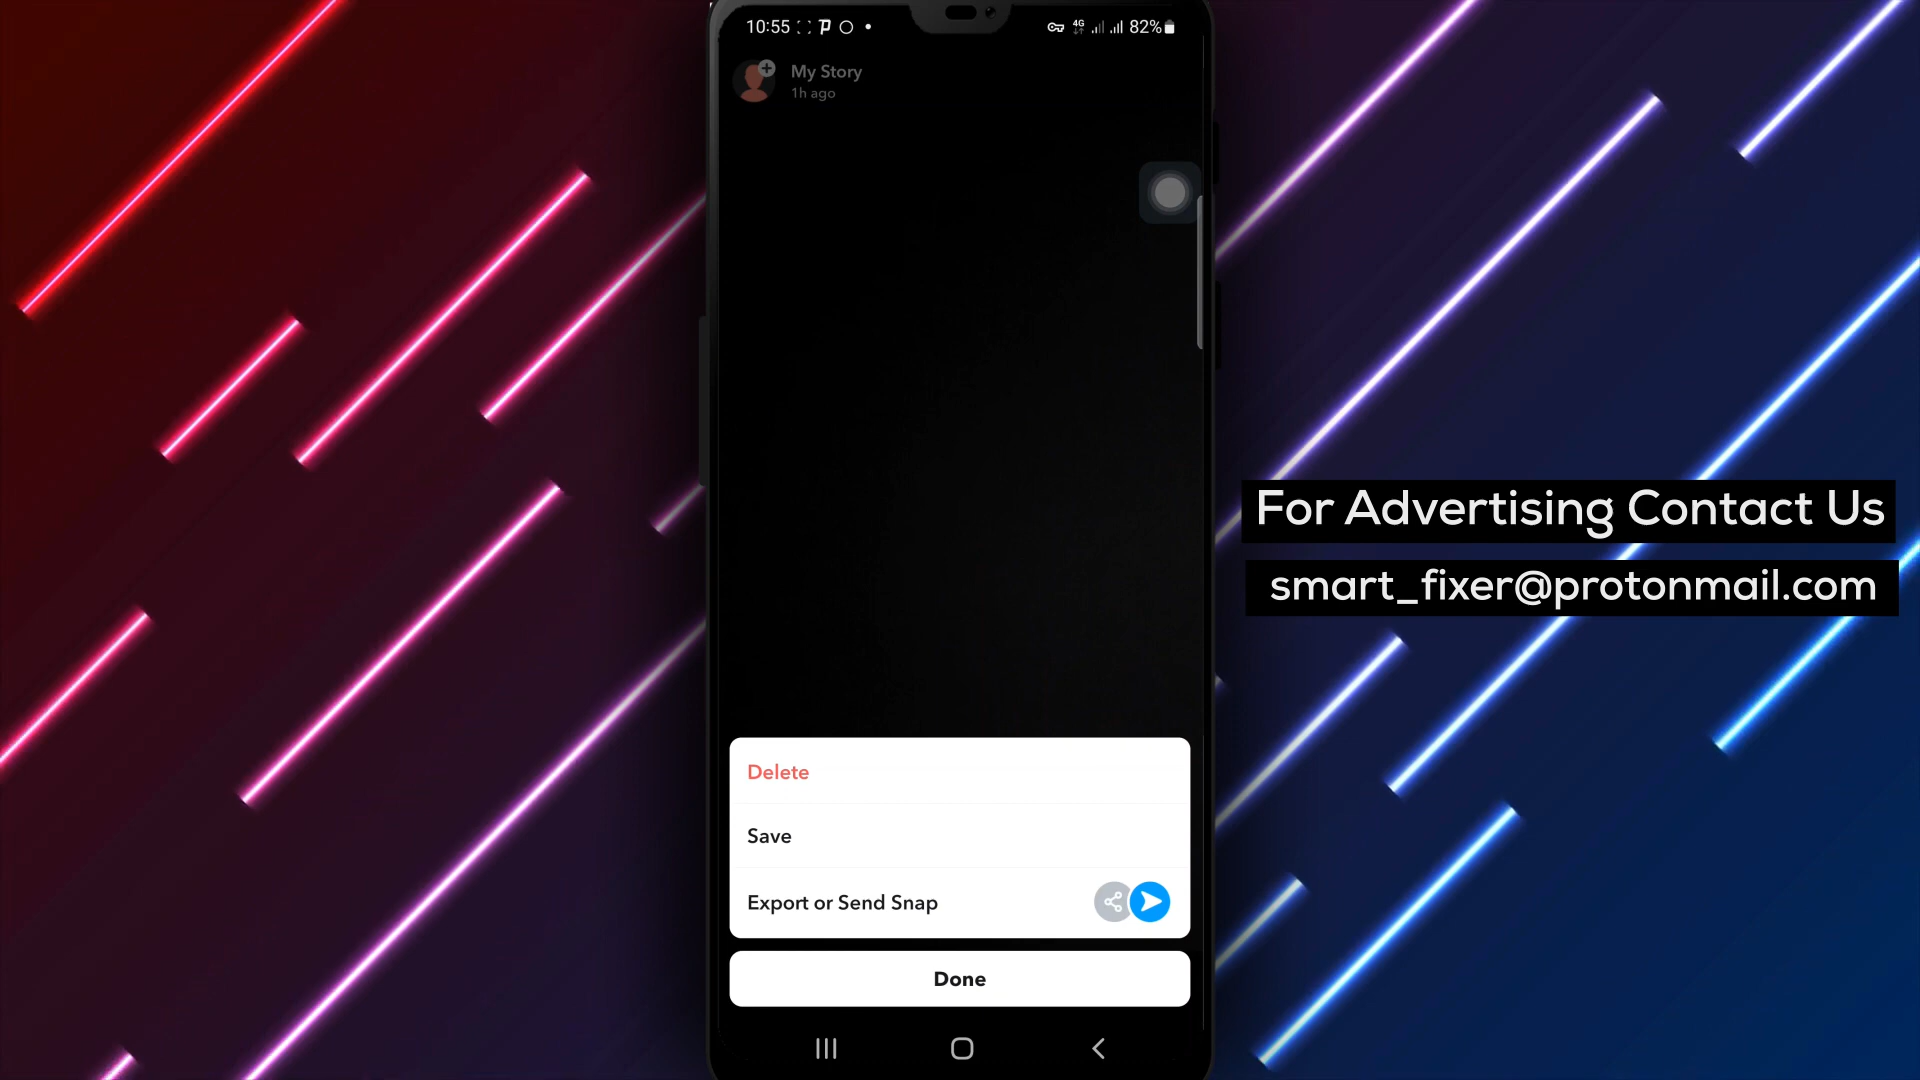 10:55
4G
82%
My Story
1h ago
For Advertising Contact Us
smart_fixer@protonmail.com
Delete
Save
Export or Send Snap
Done